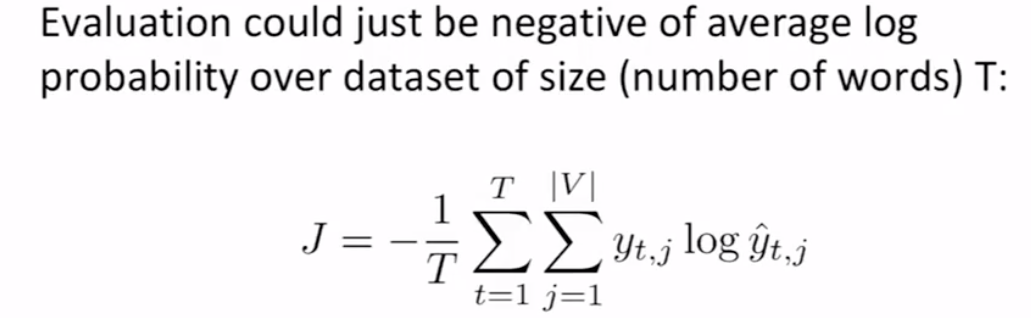 Evaluation could just be negative of average log
probability over dataset of size (number of words) T:
J = -\frac{1}{T} \sum_{t=1}^{T} \sum_{j=1}^{|V|} y_{t,j} \log \hat{y}_{t,j}